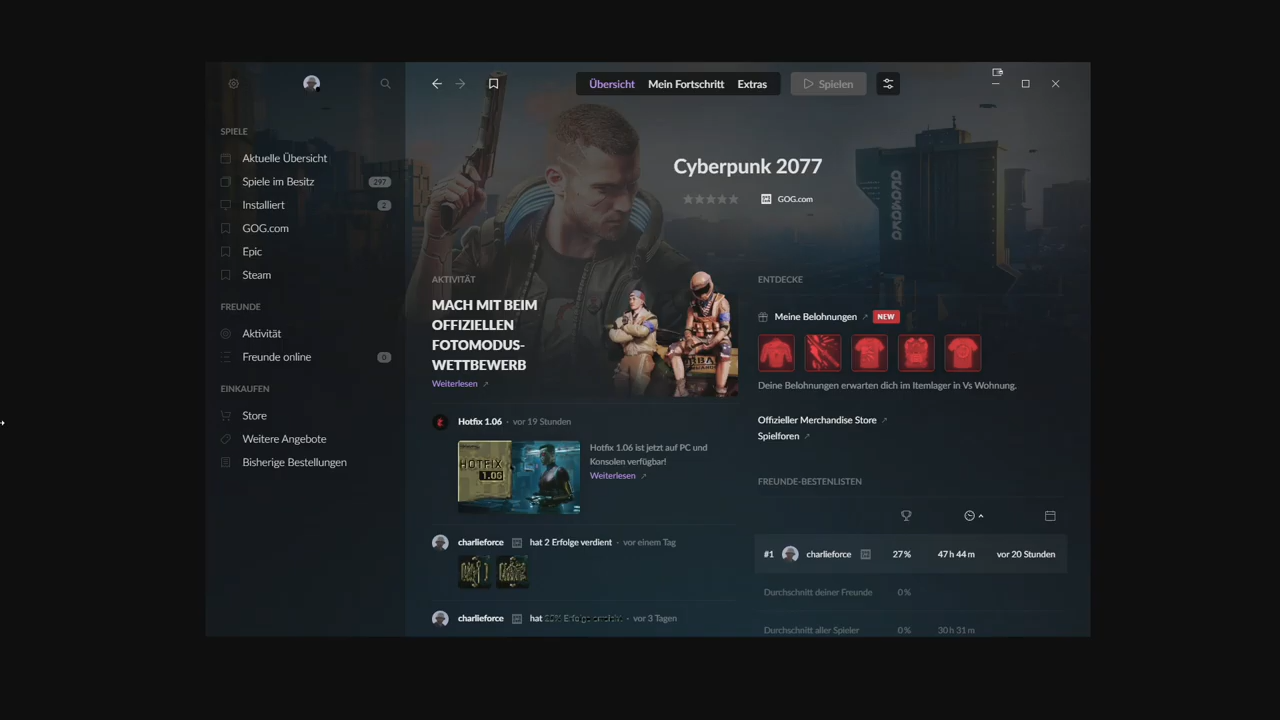 Übersicht
Mein Fortschritt
Extras
Spielen
SPIELE
Aktuelle Übersicht
Spiele im Besitz
297
Installiert
2
GOG.com
Epic
Steam
FREUNDE
Aktivität
Freunde online
0
EINKAUFEN
Store
Weitere Angebote
Bisherige Bestellungen
Cyberpunk 2077
GOG.com
AKTIVITÄT
MACH MIT BEIM
OFFIZIELLEN
FOTOMODUS-
WETTBEWERB
Weiterlesen
Hotfix 1.06 · vor 19 Stunden
HOTFIX
1.06
Hotfix 1.06 ist jetzt auf PC und
Konsolen verfügbar!
Weiterlesen
charlieforce hat 2 Erfolge verdient · vor einem Tag
charlieforce hat · vor 3 Tagen
ENTDECKE
Meine Belohnungen NEW
Deine Belohnungen erwarten dich im Itemlager in Vs Wohnung.
Offizieller Merchandise Store
Spielforen
FREUNDE-BESTENLISTEN
#1 charlieforce 27% 47 h 44 m vor 20 Stunden
Durchschnitt deiner Freunde 0 %
Durchschnitt aller Spieler 0 % 30 h 31 m